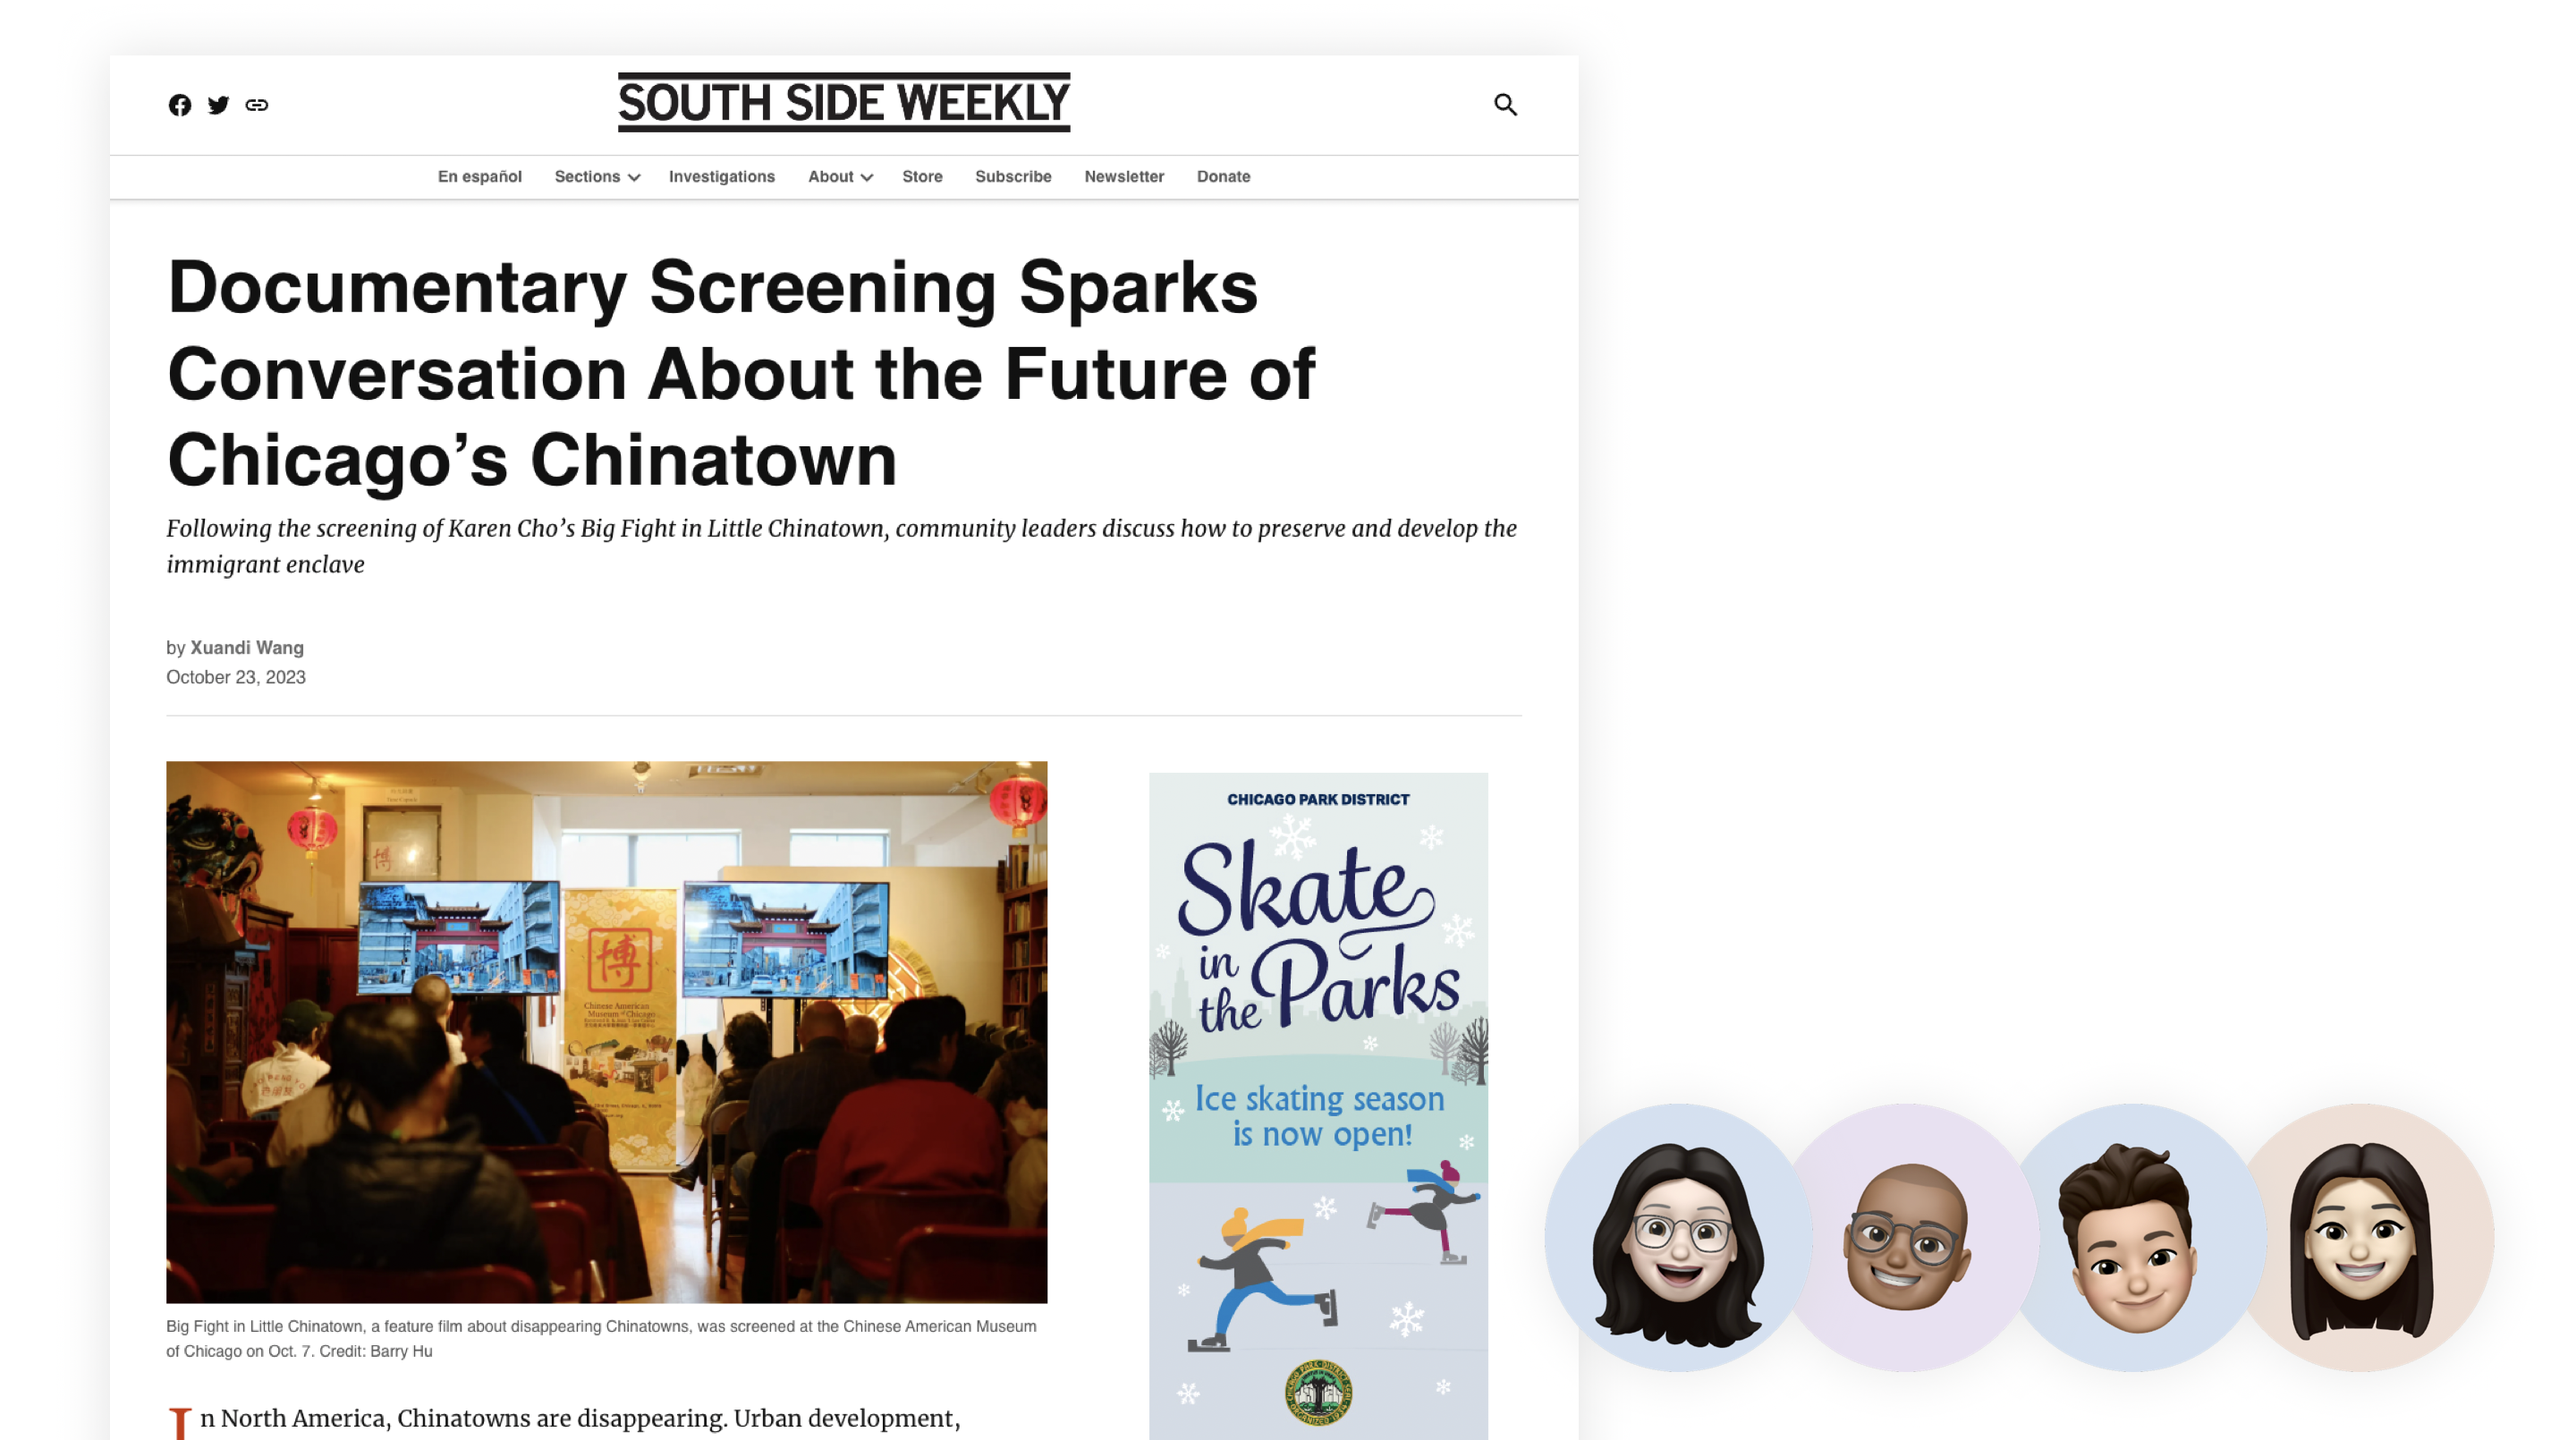 SOUTH SIDE WEEKLY
En español Sections Investigations About Store Subscribe Newsletter Donate
Documentary Screening Sparks
Conversation About the Future of
Chicago’s Chinatown
Following the screening of Karen Cho’s Big Fight in Little Chinatown, community leaders discuss how to preserve and develop the
immigrant enclave
by Xuandi Wang
October 23, 2023
博
博
Chinese American
Museum of Chicago
Big Fight in Little Chinatown, a feature film about disappearing Chinatowns, was screened at the Chinese American Museum
of Chicago on Oct. 7. Credit: Barry Hu
In North America, Chinatowns are disappearing. Urban development,
CHICAGO PARK DISTRICT
Skate
in
the Parks
Ice skating season
is now open!